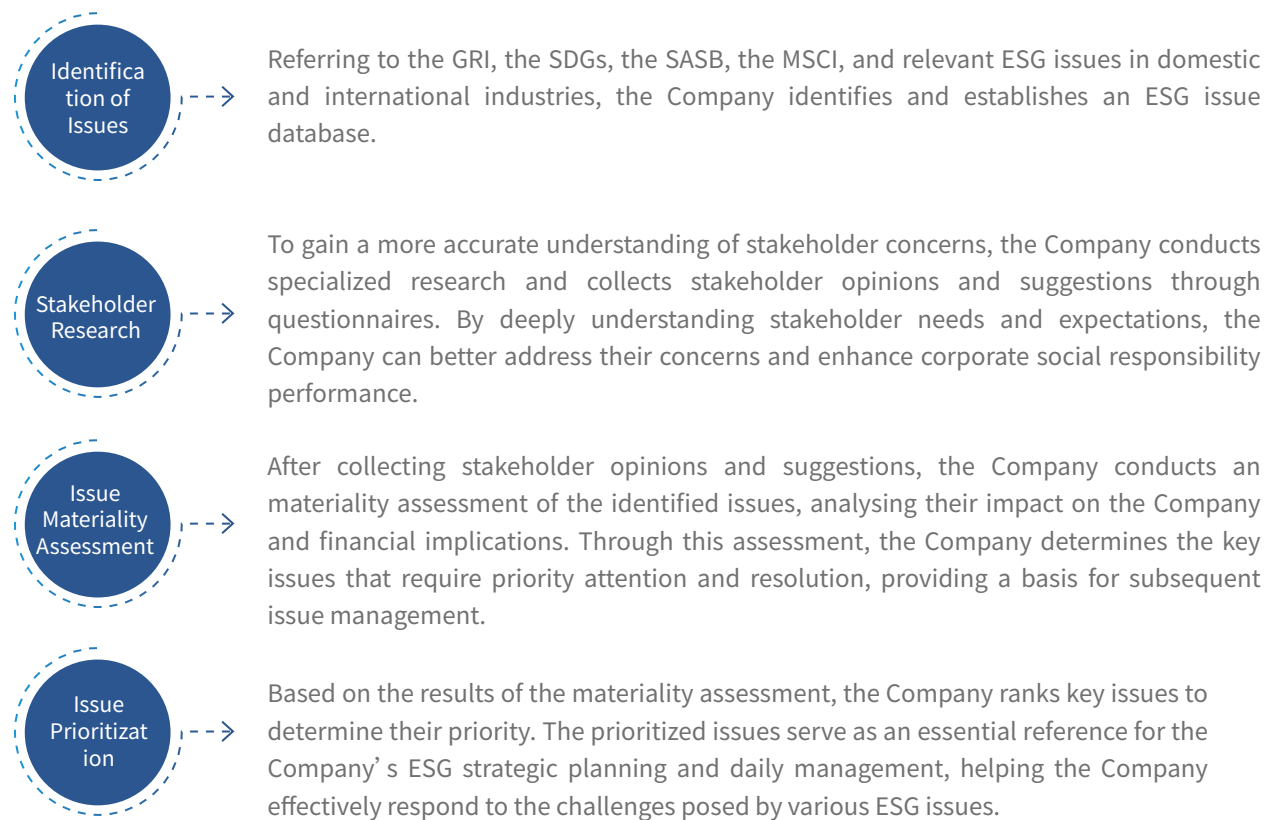 Identifica
tion of
Issues
Referring to the GRI, the SDGs, the SASB, the MSCI, and relevant ESG issues in domestic
and international industries, the Company identifies and establishes an ESG issue
database.
Stakeholder
Research
To gain a more accurate understanding of stakeholder concerns, the Company conducts
specialized research and collects stakeholder opinions and suggestions through
questionnaires. By deeply understanding stakeholder needs and expectations, the
Company can better address their concerns and enhance corporate social responsibility
performance.
Issue
Materiality
Assessment
After collecting stakeholder opinions and suggestions, the Company conducts an
materiality assessment of the identified issues, analysing their impact on the Company
and financial implications. Through this assessment, the Company determines the key
issues that require priority attention and resolution, providing a basis for subsequent
issue management.
Issue
Prioritizat
ion
Based on the results of the materiality assessment, the Company ranks key issues to
determine their priority. The prioritized issues serve as an essential reference for the
Company’s ESG strategic planning and daily management, helping the Company
effectively respond to the challenges posed by various ESG issues.